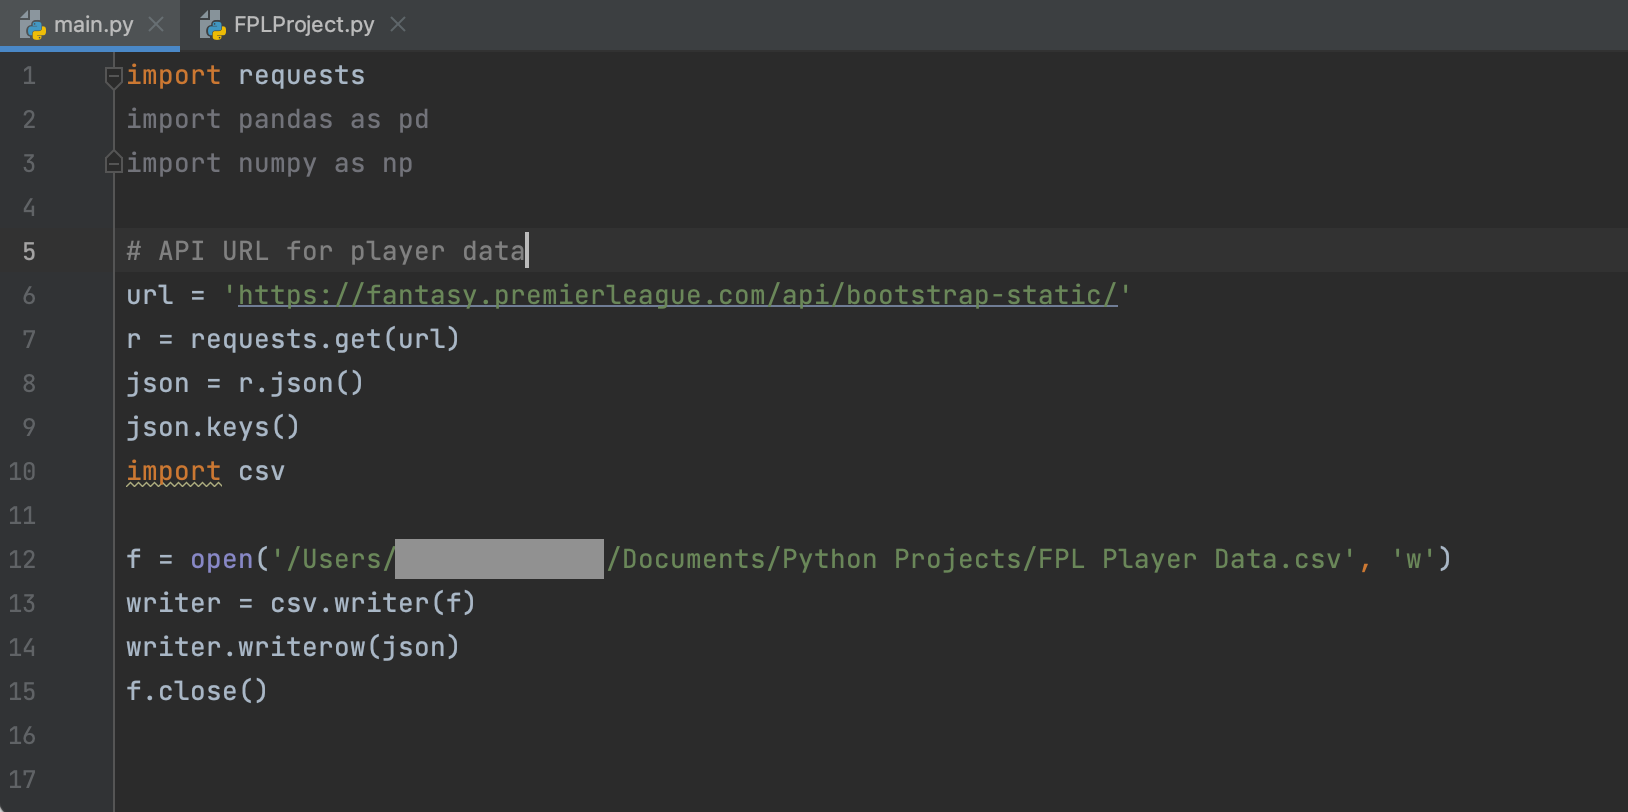 main.py FPLProject.py
1 import requests
2 import pandas as pd
3 import numpy as np
4
5 # API URL for player data
6 url = 'https://fantasy.premierleague.com/api/bootstrap-static/'
7 r = requests.get(url)
8 json = r.json()
9 json.keys()
10 import csv
11
12 f = open('/Users/ /Documents/Python Projects/FPL Player Data.csv', 'w')
13 writer = csv.writer(f)
14 writer.writerow(json)
15 f.close()
16
17